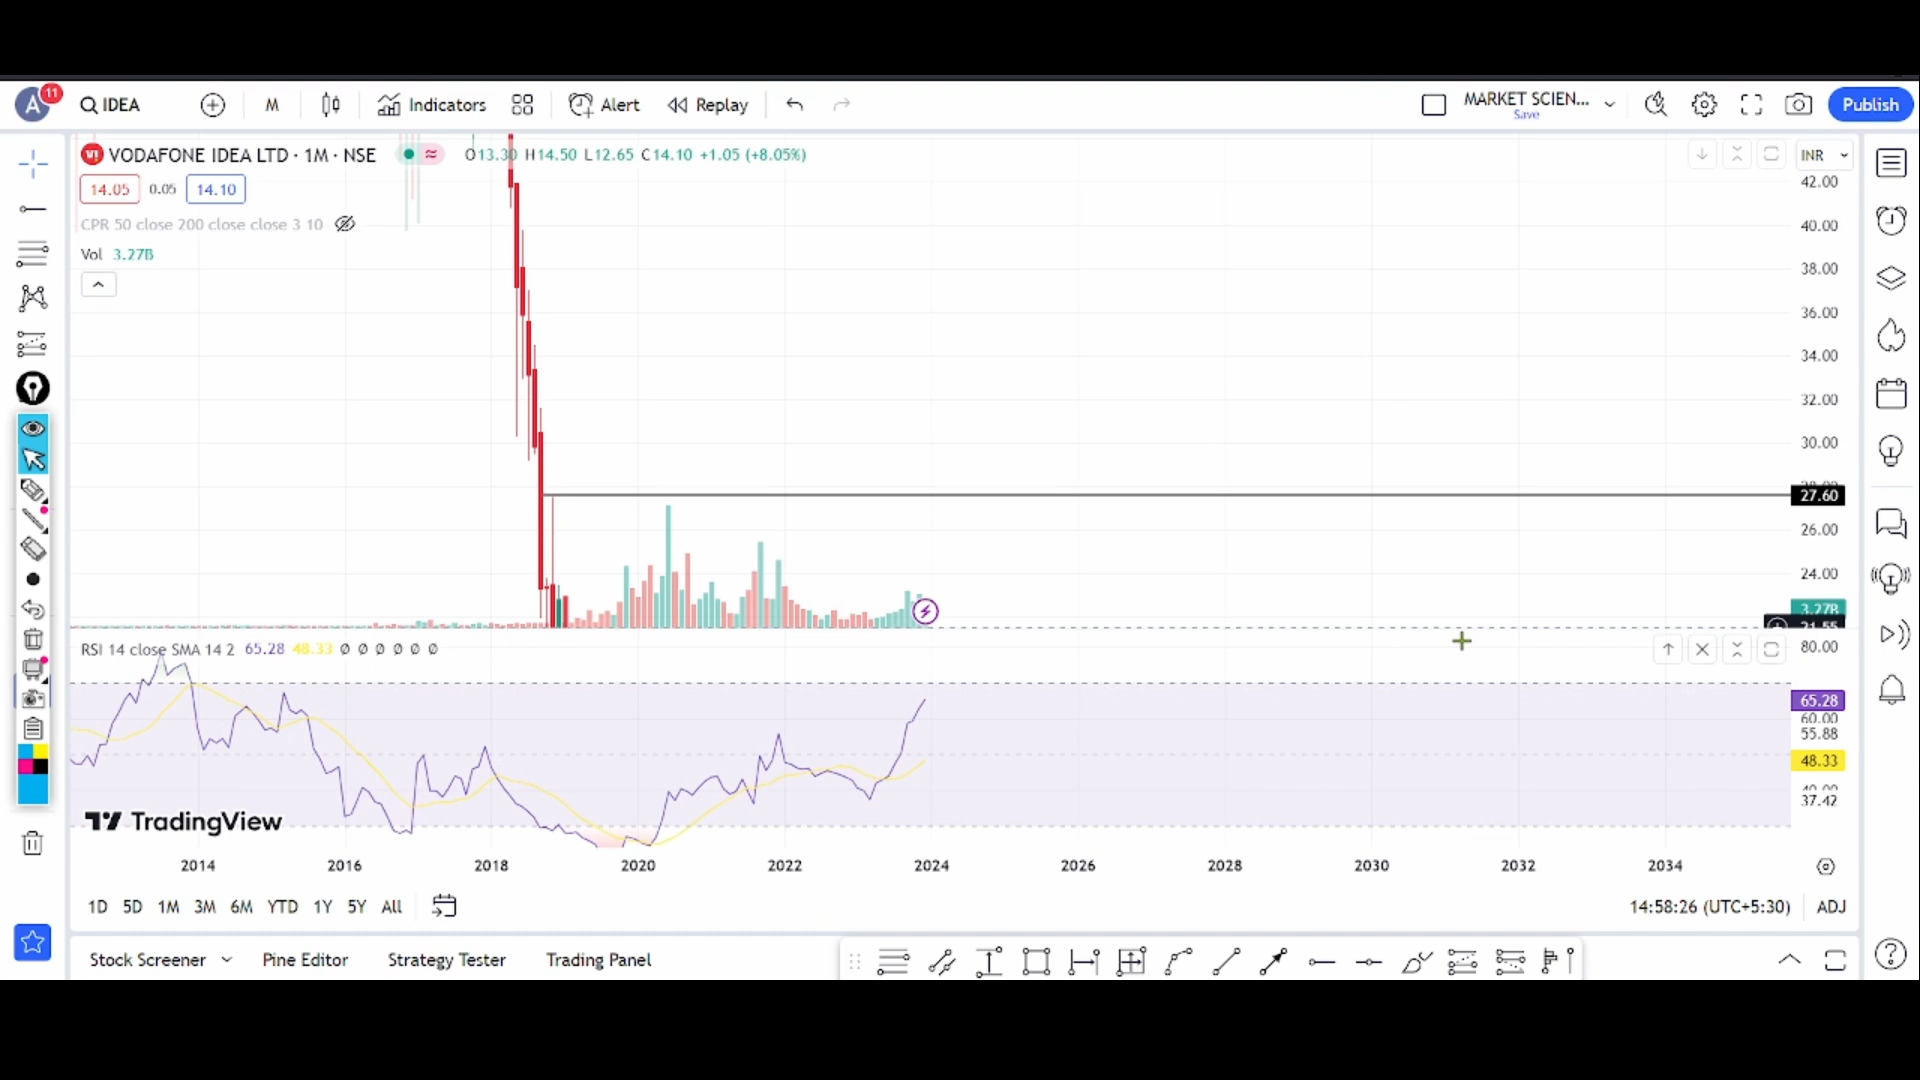 A 11 IDEA M Indicators Alert Replay MARKET SCIEN... Save Publish
VODAFONE IDEA LTD · 1M · NSE O13.30 H14.50 L12.65 C14.10 +1.05 (+8.05%) INR
14.05 0.05 14.10
CPR 50 close 200 close close 3 10
Vol 3.27B
42.00
40.00
38.00
36.00
34.00
32.00
30.00
27.60
26.00
24.00
3.27B
21.55
RSI 14 close SMA 14 2 65.28 48.33 Ø Ø Ø Ø Ø Ø
80.00
65.28
60.00
55.88
48.33
40.00
37.42
TradingView
2014 2016 2018 2020 2022 2024 2026 2028 2030 2032 2034
1D 5D 1M 3M 6M YTD 1Y 5Y All 14:58:26 (UTC+5:30) ADJ
Stock Screener Pine Editor Strategy Tester Trading Panel